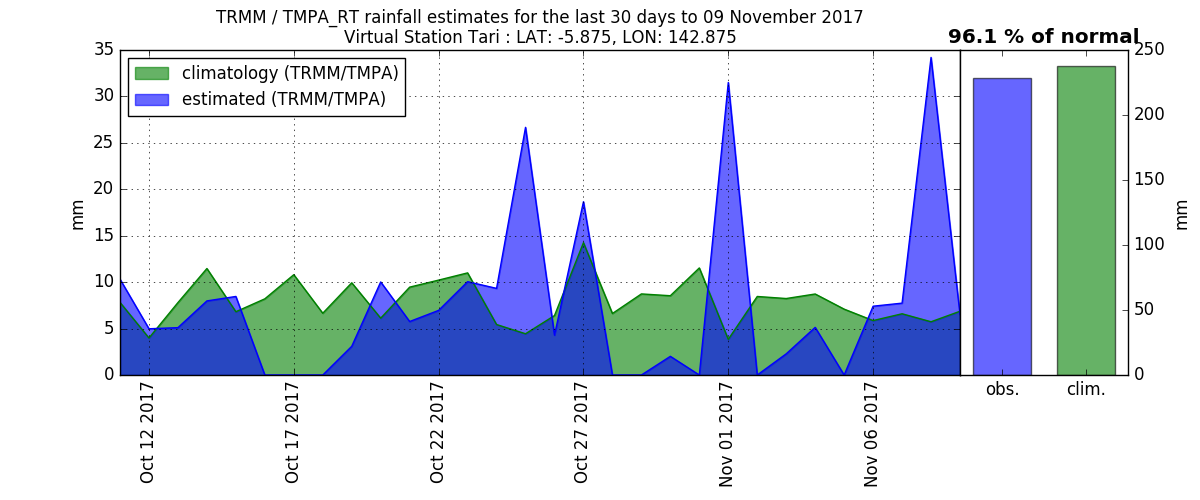 TRMM / TMPA_RT rainfall estimates for the last 30 days to 09 November 2017
Virtual Station Tari : LAT: -5.875, LON: 142.875
96.1 % of normal
climatology (TRMM/TMPA)
estimated (TRMM/TMPA)
35
30
25
20
15
10
5
0
mm
Oct 12 2017
Oct 17 2017
Oct 22 2017
Oct 27 2017
Nov 01 2017
Nov 06 2017
obs.
clim.
250
200
150
100
50
0
mm